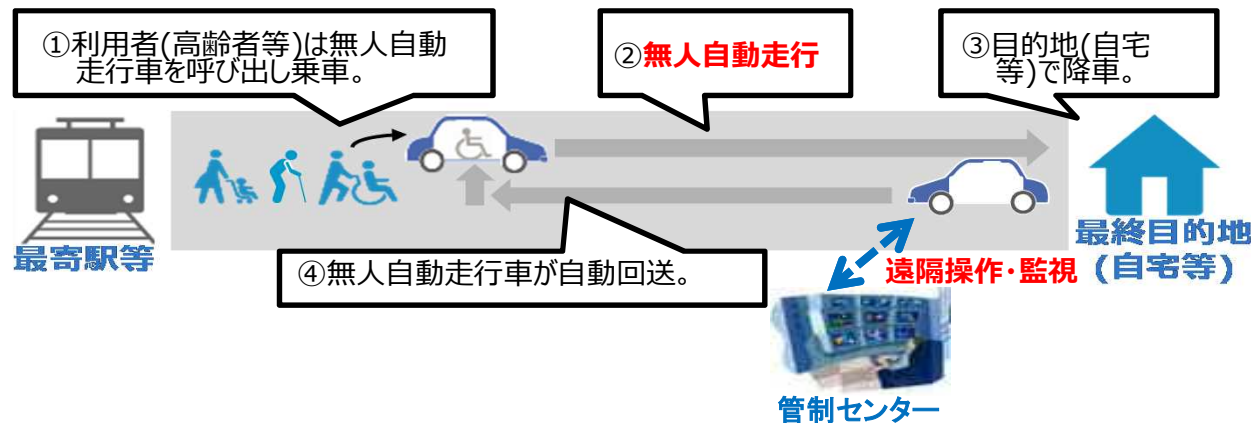 ①利用者(高齢者等)は無人自動
走行車を呼び出し乗車。
②無人自動走行
③目的地(自宅
等)で降車。
最寄駅等
④無人自動走行車が自動回送。
最終目的地
(自宅等)
遠隔操作・監視
管制センター